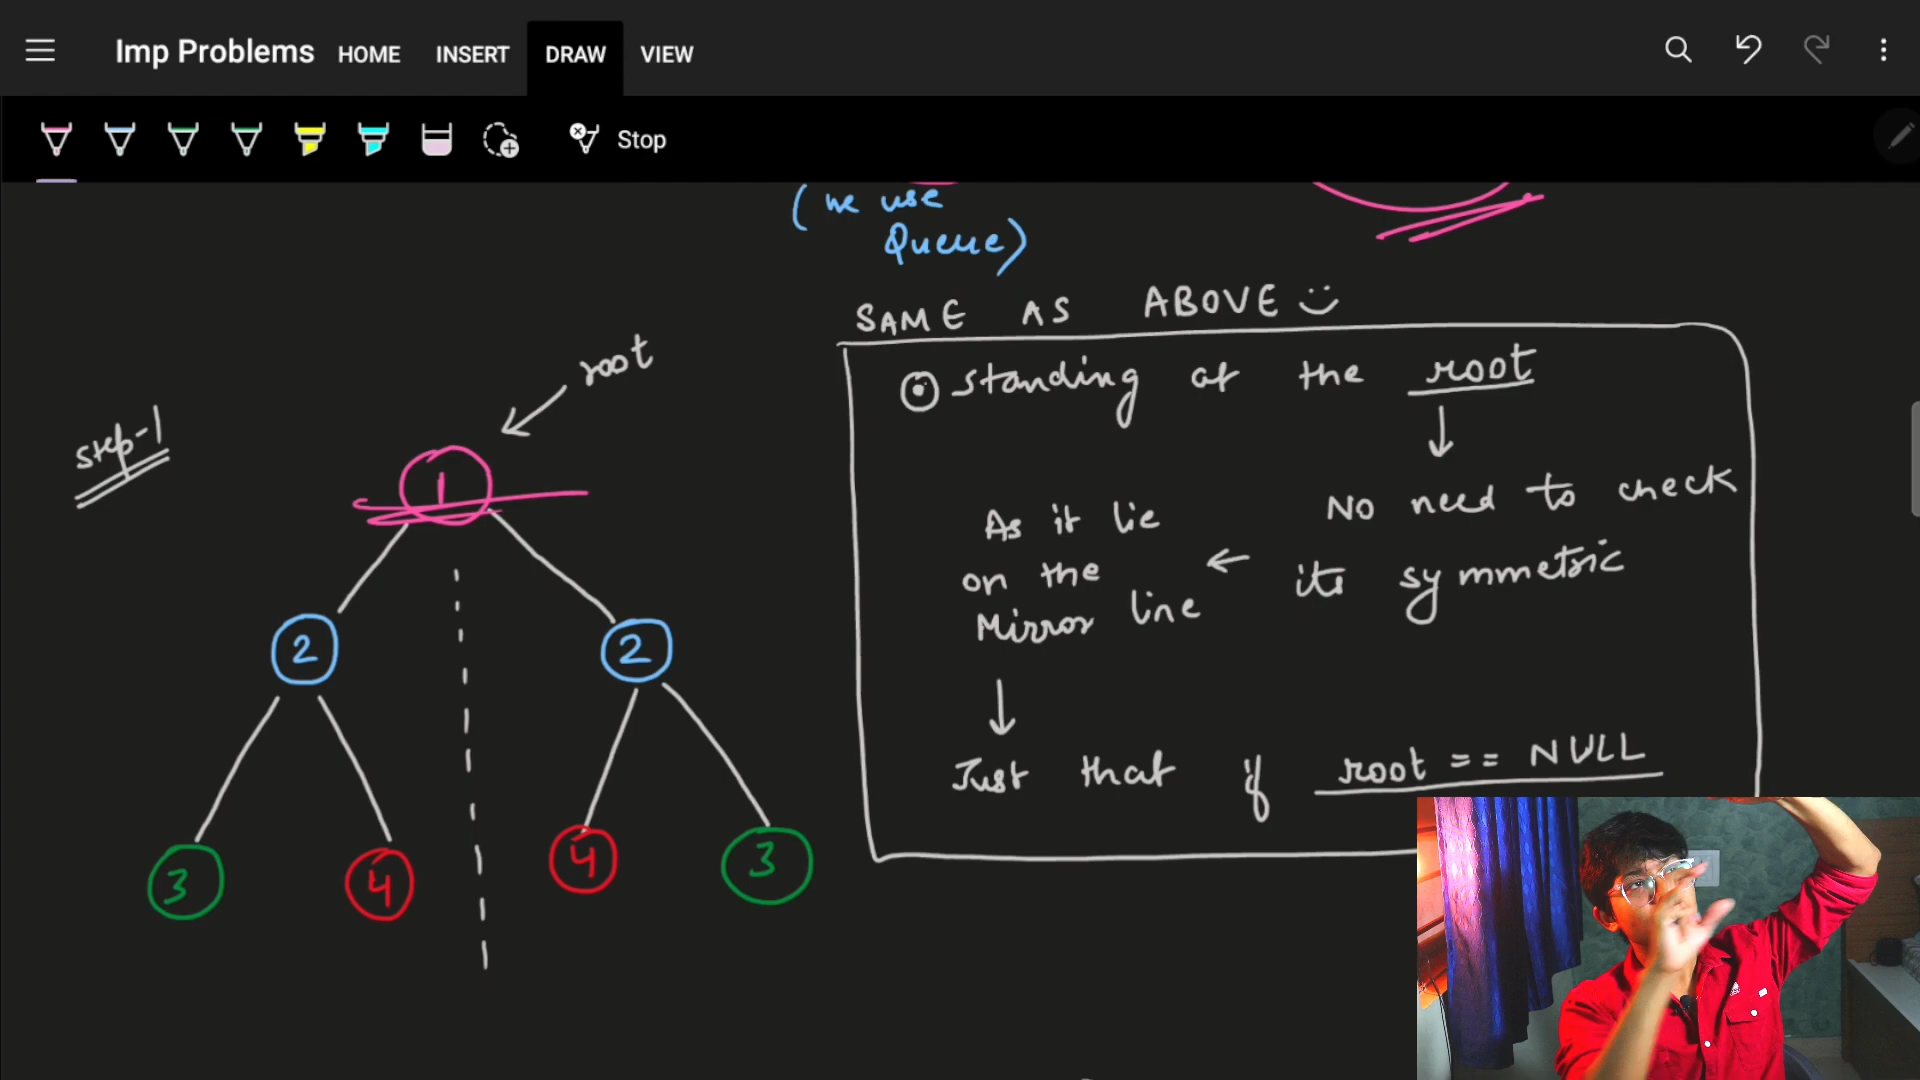 Imp Problems HOME INSERT DRAW VIEW
Stop
(we use
Queue)
SAME AS ABOVE
root
step-1
standing at the root
No need to check
its symmetric
As it lie
on the
Mirror line
Just that if root == NULL
1
2 2
3 4 4 3